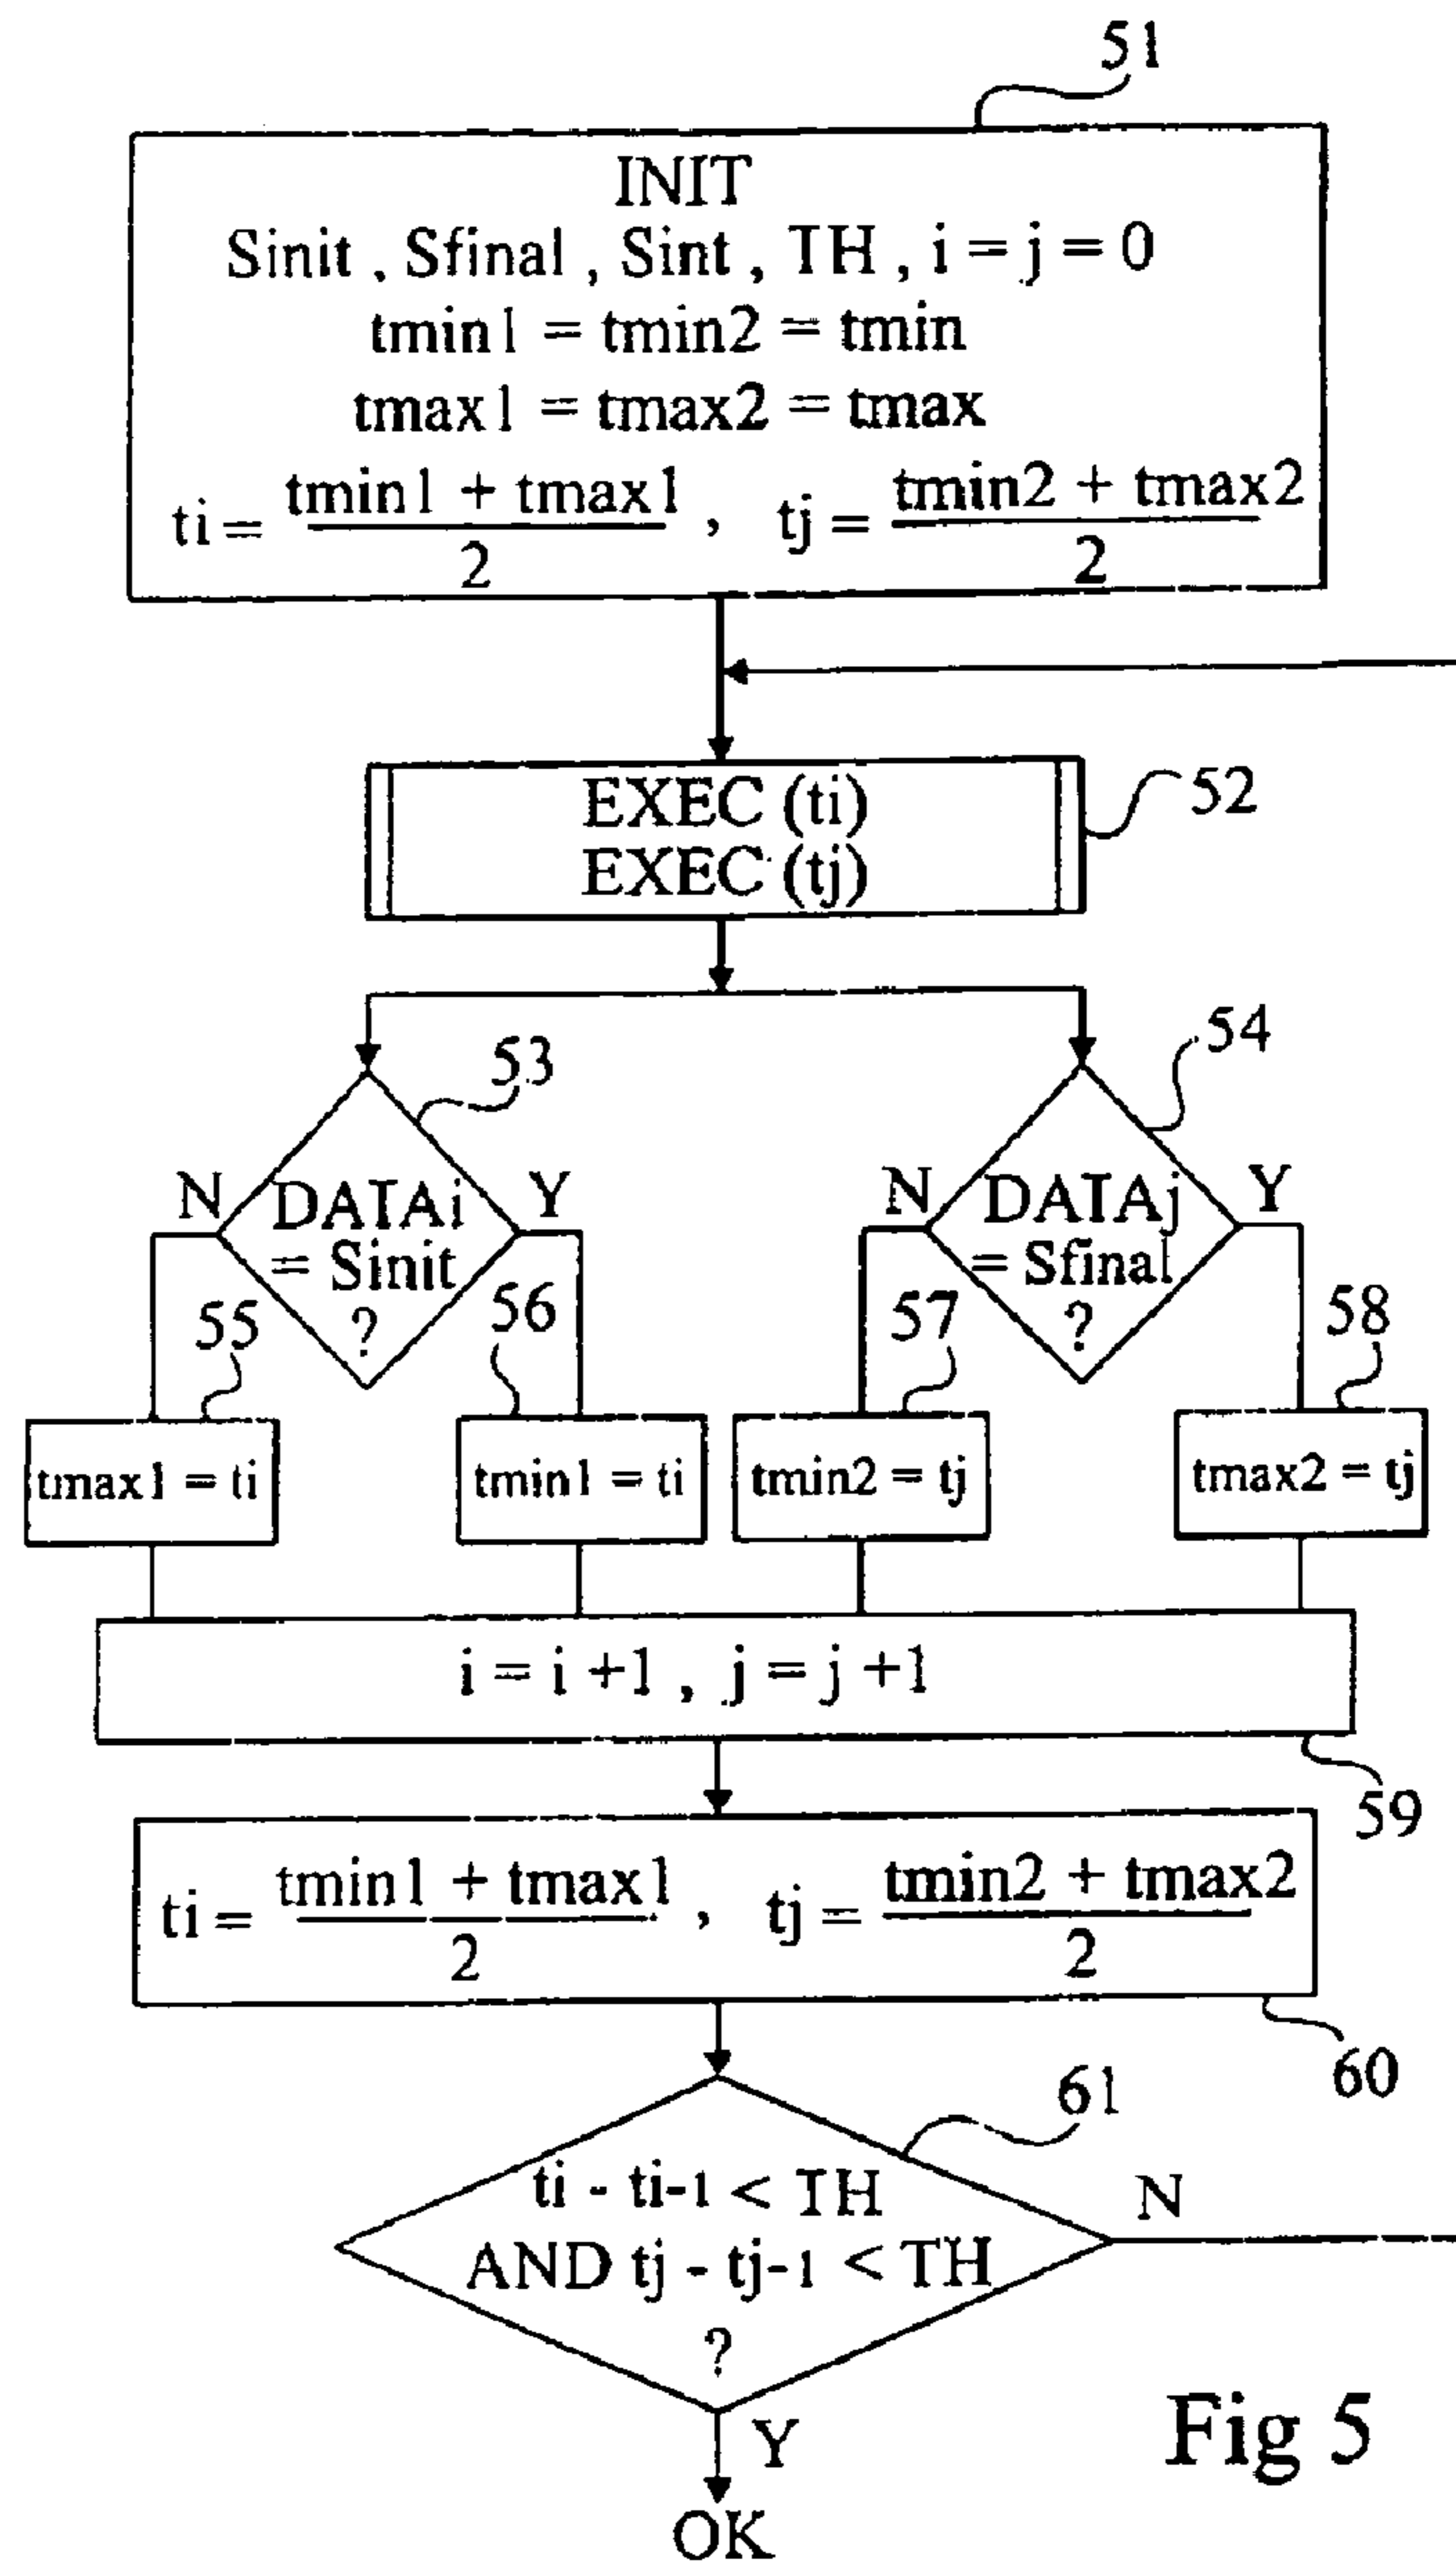 51
INIT
Sinit , Sfinal , Sint , TH , i = j = 0
tmin1 = tmin2 = tmin
tmax1 = tmax2 = tmax
ti = tmin1 + tmax1 / 2 , tj = tmin2 + tmax2 / 2
EXEC (ti)
EXEC (tj)
52
53
54
N
DATAi
= Sinit
?
Y
N
DATAj
= Sfinal
?
Y
55
56
57
58
tmax1 = ti
tmin1 = ti
tmin2 = tj
tmax2 = tj
i = i +1 , j = j +1
59
ti = tmin1 + tmax1 / 2 , tj = tmin2 + tmax2 / 2
60
61
ti - ti-1 < TH
AND tj - tj-1 < TH
?
N
Y
OK
Fig 5